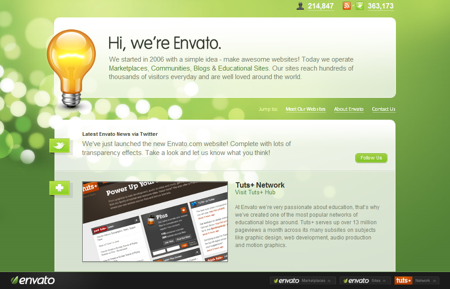 214,847 363,173
Hi, we're Envato.
We started in 2006 with a simple idea - make awesome websites! Today we operate
Marketplaces, Communities, Blogs & Educational Sites. Our sites reach hundreds of
thousands of visitors everyday and are well loved around the world.
Jump to: Meet Our Websites About Envato Contact Us
Latest Envato News via Twitter
We've just launched the new Envato.com website! Complete with lots of
transparency effects. Take a look and let us know what you think!
Follow Us!
Tuts+ Network
Visit Tuts+ Hub
At Envato we're very passionate about education, that's why
we've created one of the most popular networks of
educational blogs around. Tuts+ serves up over 13 million
pageviews a month across its many subsites on subjects
like graphic design, web development, audio production
and motion graphics.
tuts+
Power Up You
Plus
envato envato Marketplaces envato Sites tuts+ Network